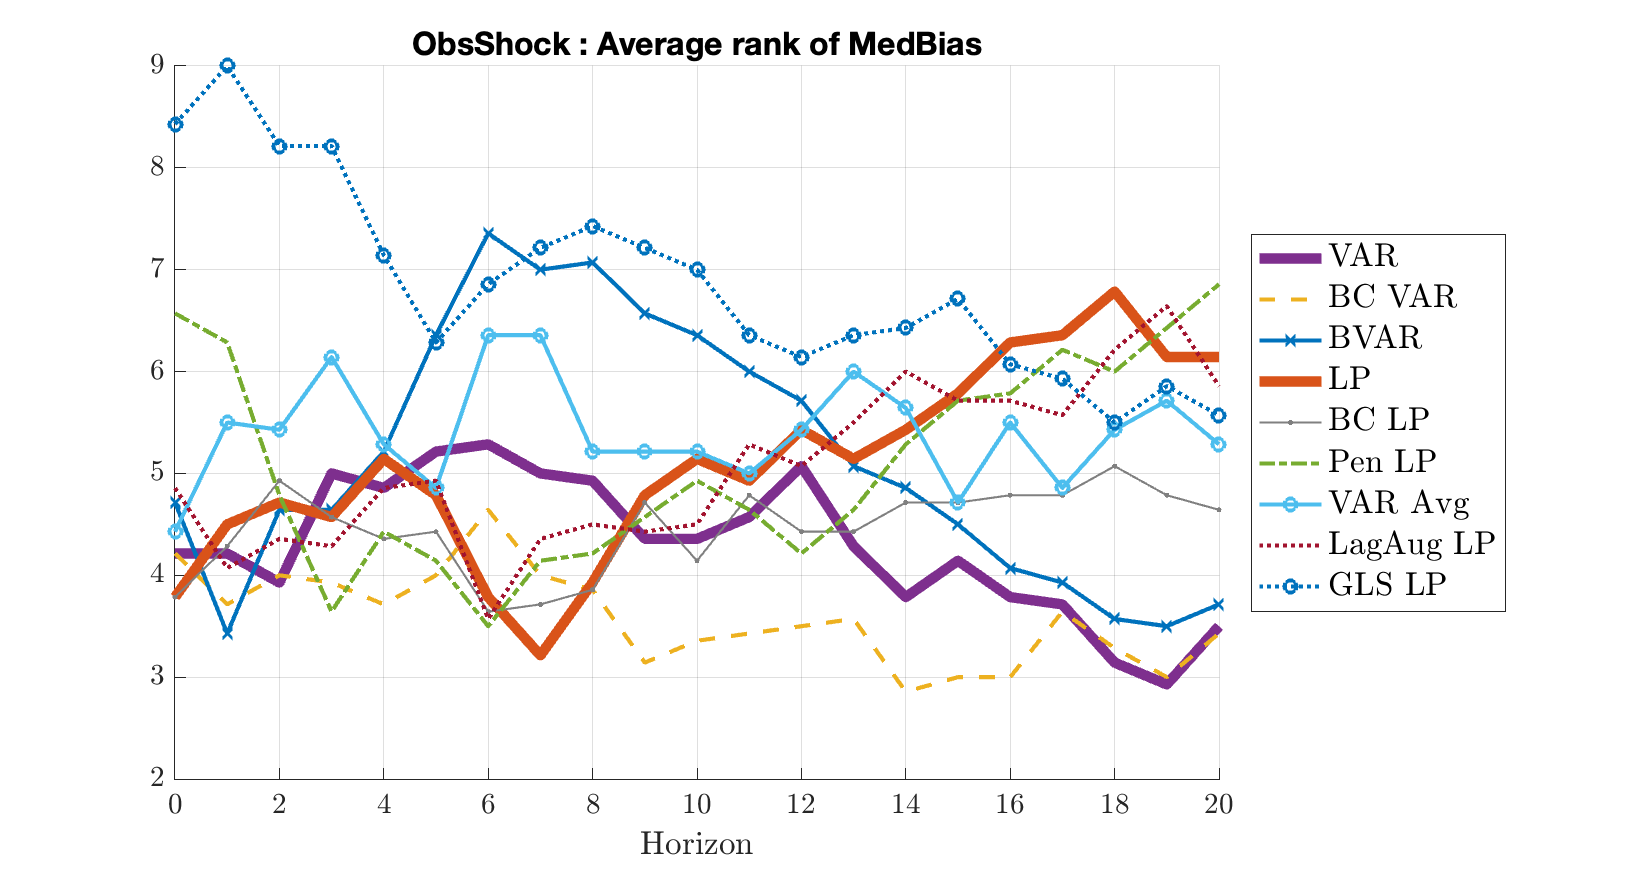 ObsShock : Average rank of MedBias
9
8
7
6
5
4
3
2
0 2 4 6 8 10 12 14 16 18 20
Horizon
VAR
BC VAR
BVAR
LP
BC LP
Pen LP
VAR Avg
LagAug LP
GLS LP